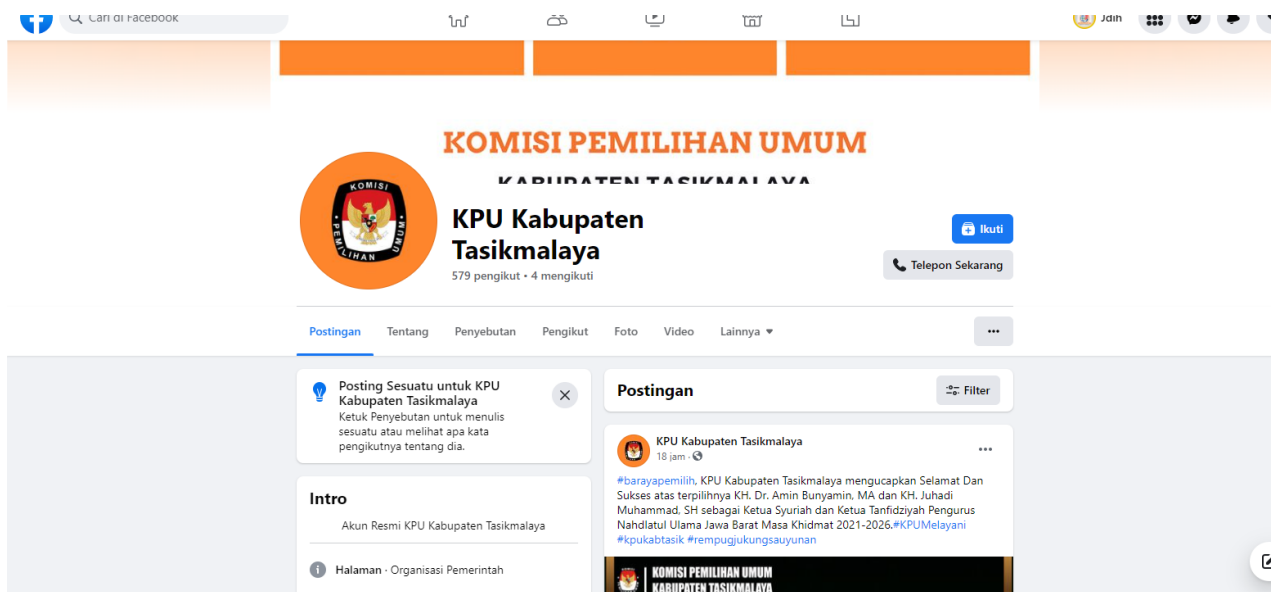 Cari di Facebook
Jdih
KOMISI PEMILIHAN UMUM
KABUPATEN TASIKMALAYA
KOMISI
PEMILIHAN UMUM
KPU Kabupaten
Tasikmalaya
579 pengikut • 4 mengikuti
Ikuti
Telepon Sekarang
Postingan
Tentang
Penyebutan
Pengikut
Foto
Video
Lainnya
Posting Sesuatu untuk KPU
Kabupaten Tasikmalaya
Ketuk Penyebutan untuk menulis
sesuatu atau melihat apa kata
pengikutnya tentang dia.
Intro
Akun Resmi KPU Kabupaten Tasikmalaya
Halaman · Organisasi Pemerintah
Postingan
Filter
KPU Kabupaten Tasikmalaya
18 jam ·
#barayapemilih, KPU Kabupaten Tasikmalaya mengucapkan Selamat Dan
Sukses atas terpilihnya KH. Dr. Amin Bunyamin, MA dan KH. Juhadi
Muhammad, SH sebagai Ketua Syuriah dan Ketua Tanfidziyah Pengurus
Nahdlatul Ulama Jawa Barat Masa Khidmat 2021-2026.#KPUMelayani
#kpukabtasik #rempugjukungsauyunan
KOMISI PEMILIHAN UMUM
KABUPATEN TASIKMALAYA